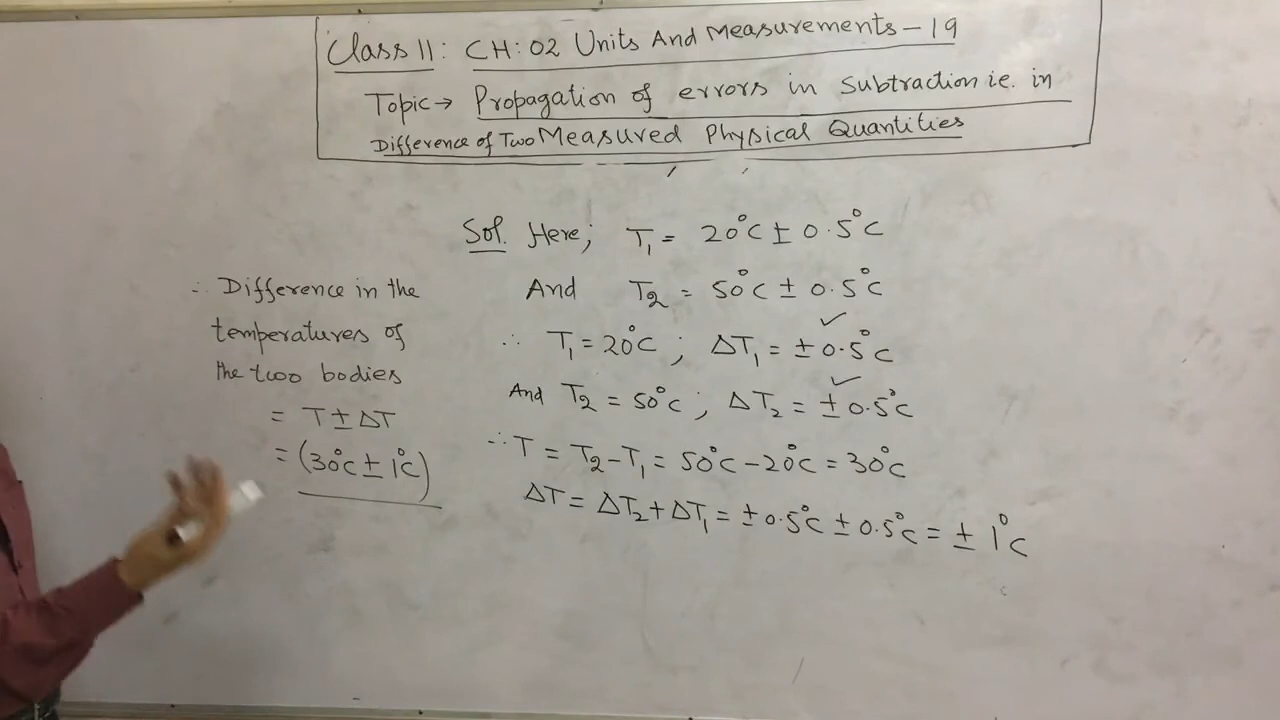 Class 11: CH: 02 Units And Measurements - 19
Topic → Propagation of errors in Subtraction ie. in
Difference of Two Measured Physical Quantities
Sol. Here; T₁ = 20°C ± 0.5°C
And T₂ = 50°C ± 0.5°C
∴ T₁ = 20°C ; ΔT₁ = ± 0.5°C
And T₂ = 50°C ; ΔT₂ = ± 0.5°C
∴ T = T₂ - T₁ = 50°C - 20°C = 30°C
ΔT = ΔT₂ + ΔT₁ = ± 0.5°C ± 0.5°C = ± 1°C
∴ Difference in the
temperatures of
the two bodies
= T ± ΔT
= (30°C ± 1°C)